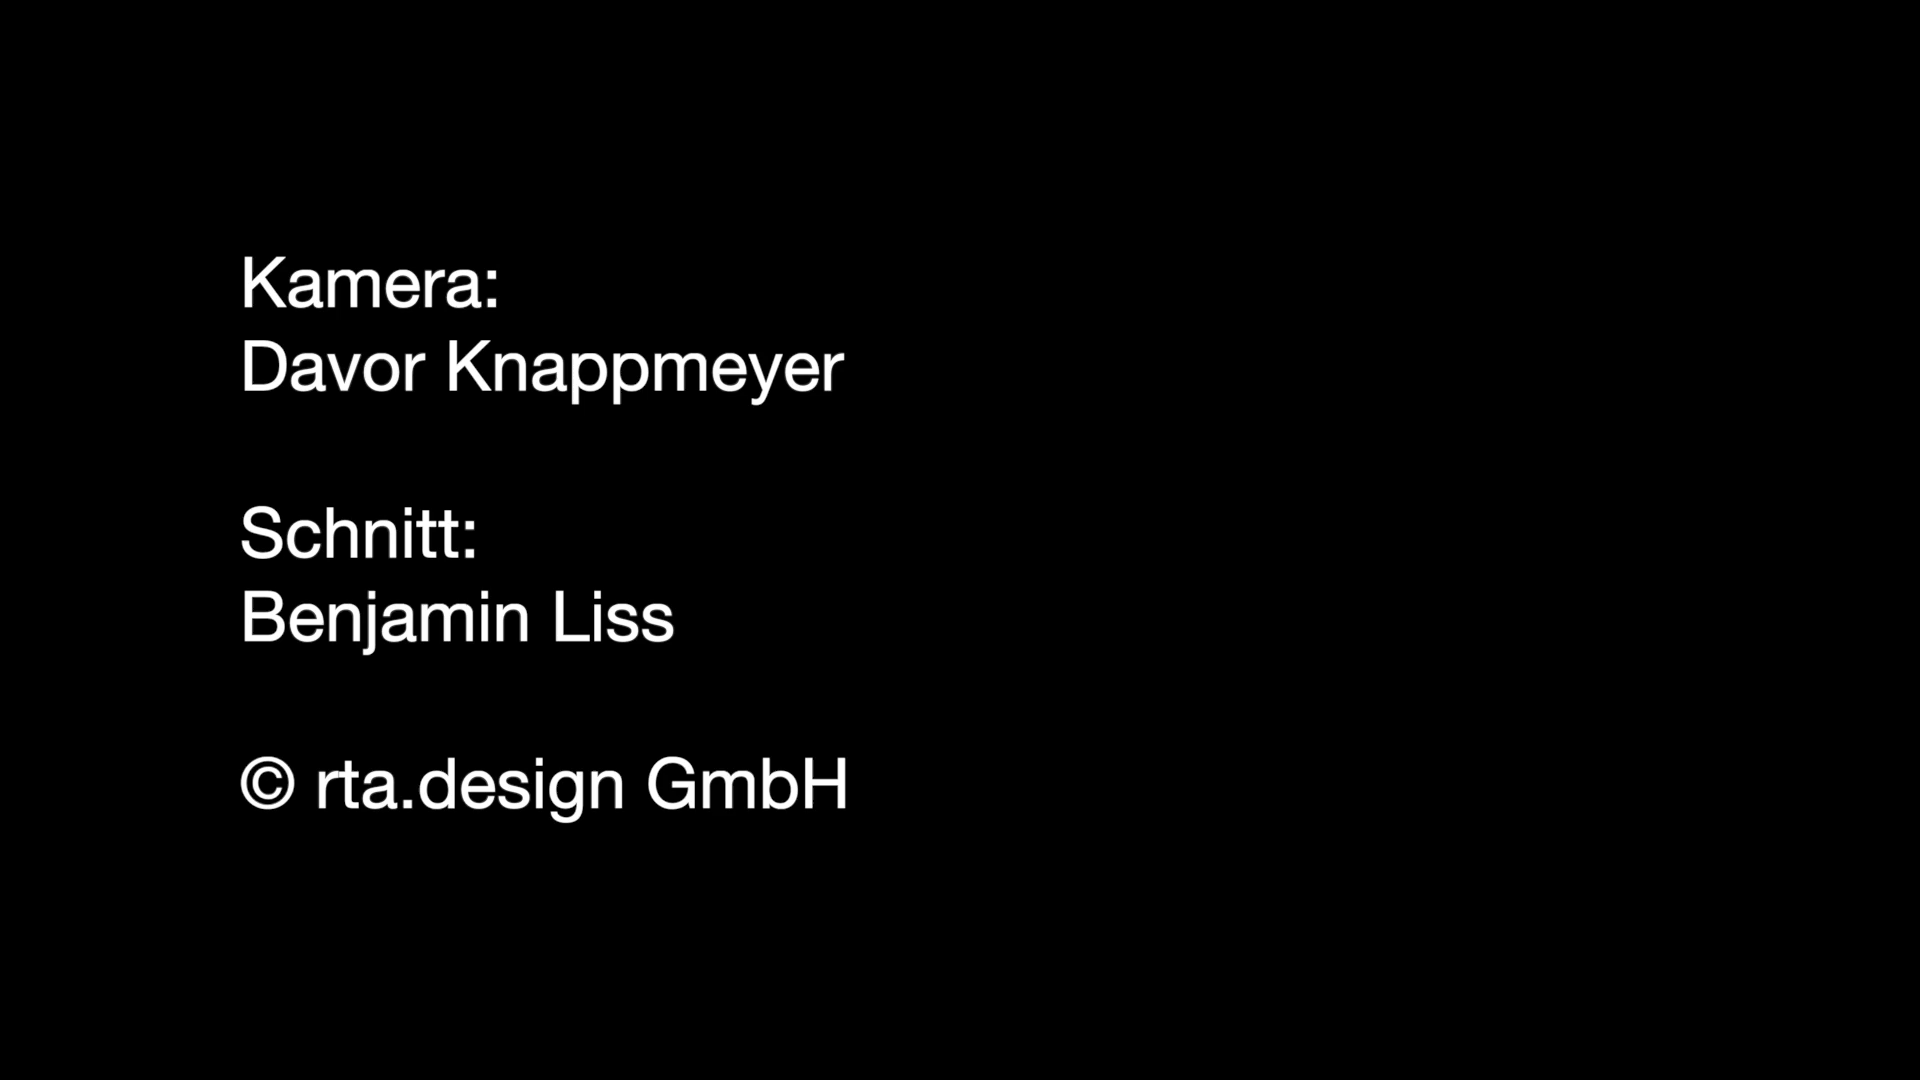 Kamera:
Davor Knappmeyer
Schnitt:
Benjamin Liss
© rta.design GmbH